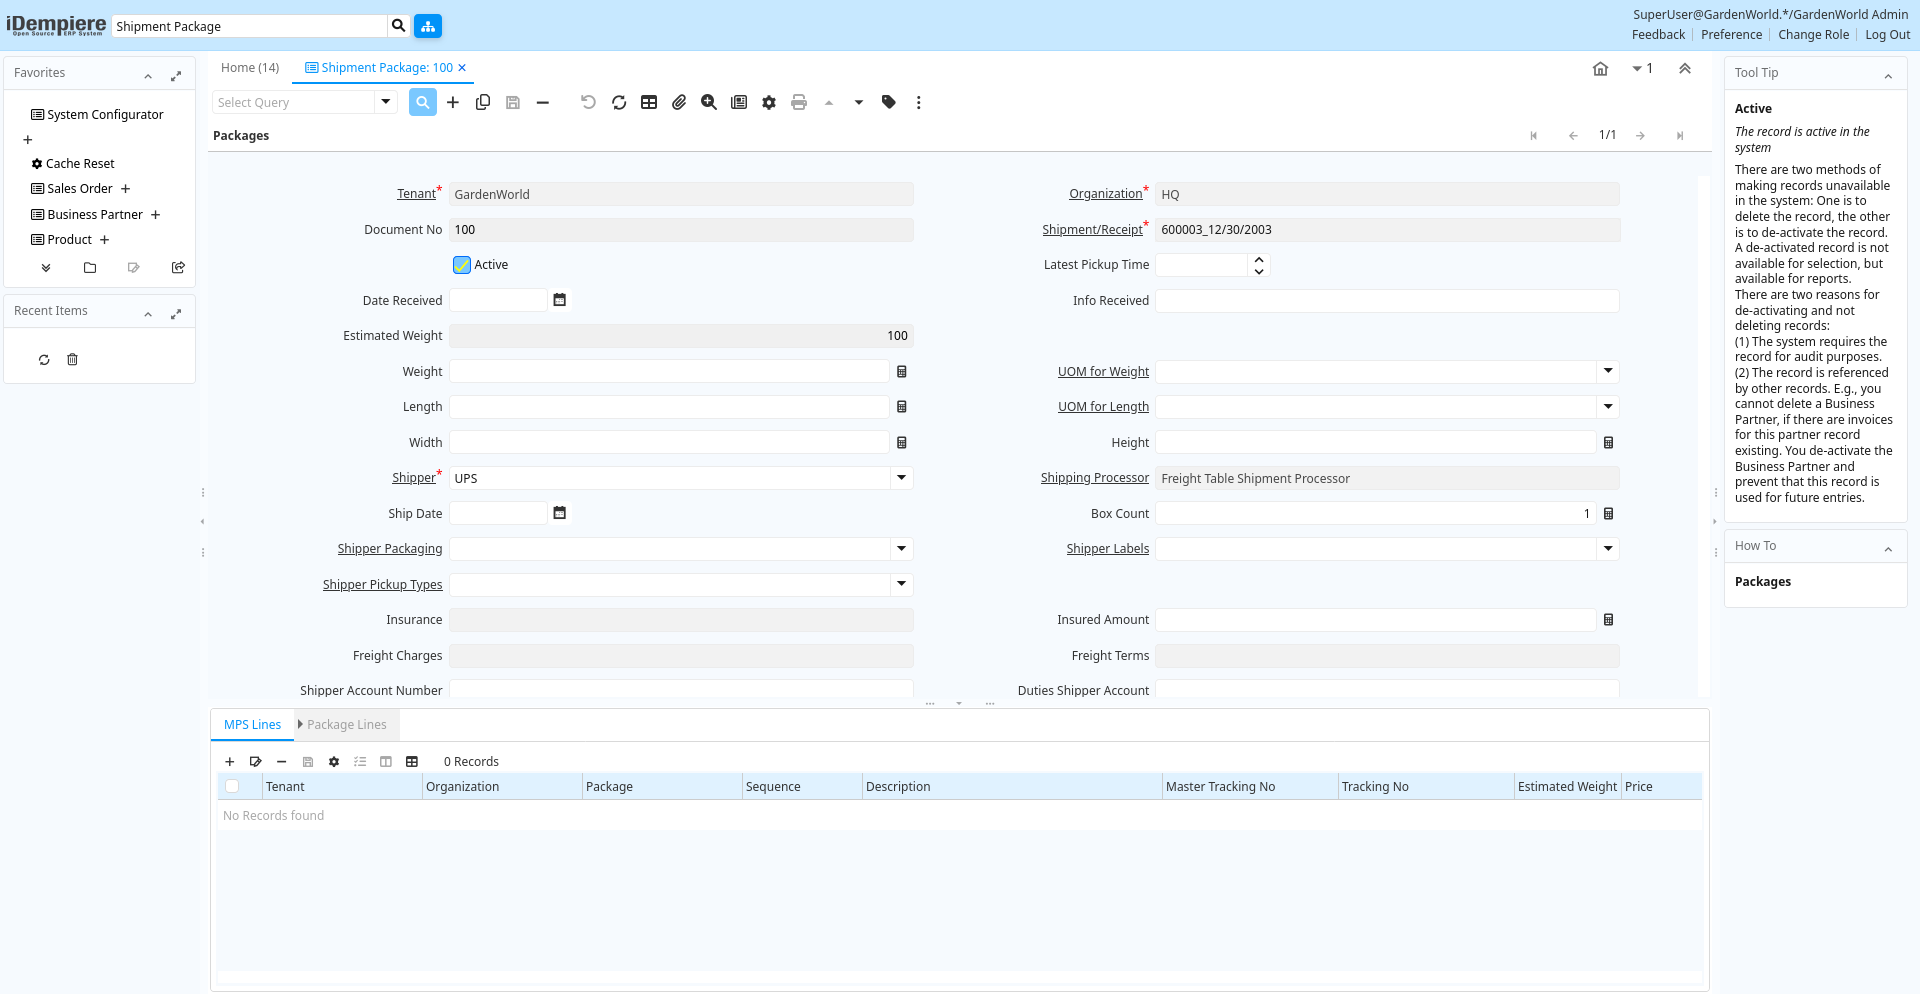 iDempiere
Open Source ERP System
Shipment Package
SuperUser@GardenWorld.*/GardenWorld Admin
Feedback
Preference
Change Role
Log Out
Favorites
System Configurator
Cache Reset
Sales Order
Business Partner
Product
Recent Items
Home (14)
Shipment Package: 100
1
Select Query
Packages
1/1
Tenant*
GardenWorld
Organization*
HQ
Document No
100
Shipment/Receipt*
600003_12/30/2003
Active
Latest Pickup Time
Date Received
Info Received
Estimated Weight
100
Weight
UOM for Weight
Length
UOM for Length
Width
Height
Shipper*
UPS
Shipping Processor
Freight Table Shipment Processor
Ship Date
Box Count
1
Shipper Packaging
Shipper Labels
Shipper Pickup Types
Insurance
Insured Amount
Freight Charges
Freight Terms
Shipper Account Number
Duties Shipper Account
MPS Lines
Package Lines
0 Records
Tenant
Organization
Package
Sequence
Description
Master Tracking No
Tracking No
Estimated Weight
Price
No Records found
Tool Tip
Active
The record is active in the
system
There are two methods of
making records unavailable
in the system: One is to
delete the record, the other
is to de-activate the record.
A de-activated record is not
available for selection, but
available for reports.
There are two reasons for
de-activating and not
deleting records:
(1) The system requires the
record for audit purposes.
(2) The record is referenced
by other records. E.g., you
cannot delete a Business
Partner, if there are invoices
for this partner record
existing. You de-activate the
Business Partner and
prevent that this record is
used for future entries.
How To
Packages